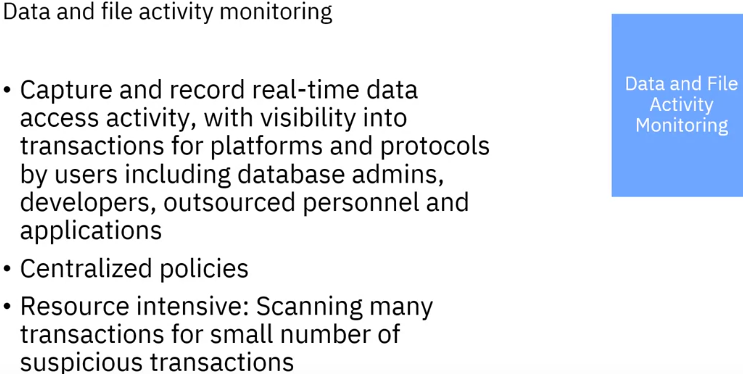 Data and file activity monitoring
• Capture and record real-time data
access activity, with visibility into
transactions for platforms and protocols
by users including database admins,
developers, outsourced personnel and
applications
• Centralized policies
• Resource intensive: Scanning many
transactions for small number of
suspicious transactions
Data and File
Activity
Monitoring